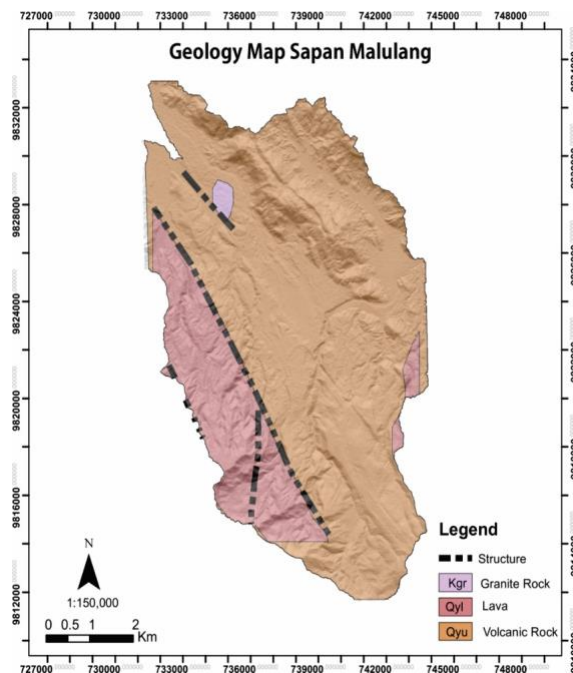 727000 730000 733000 736000 739000 742000 745000 748000
Geology Map Sapan Malulang
9832000
9828000
9824000
9820000
9816000
9812000
Legend
Structure
Kgr Granite Rock
Qyl Lava
Qyu Volcanic Rock
N
1:150,000
0 0.5 1 2
Km
727000 730000 733000 736000 739000 742000 745000 748000